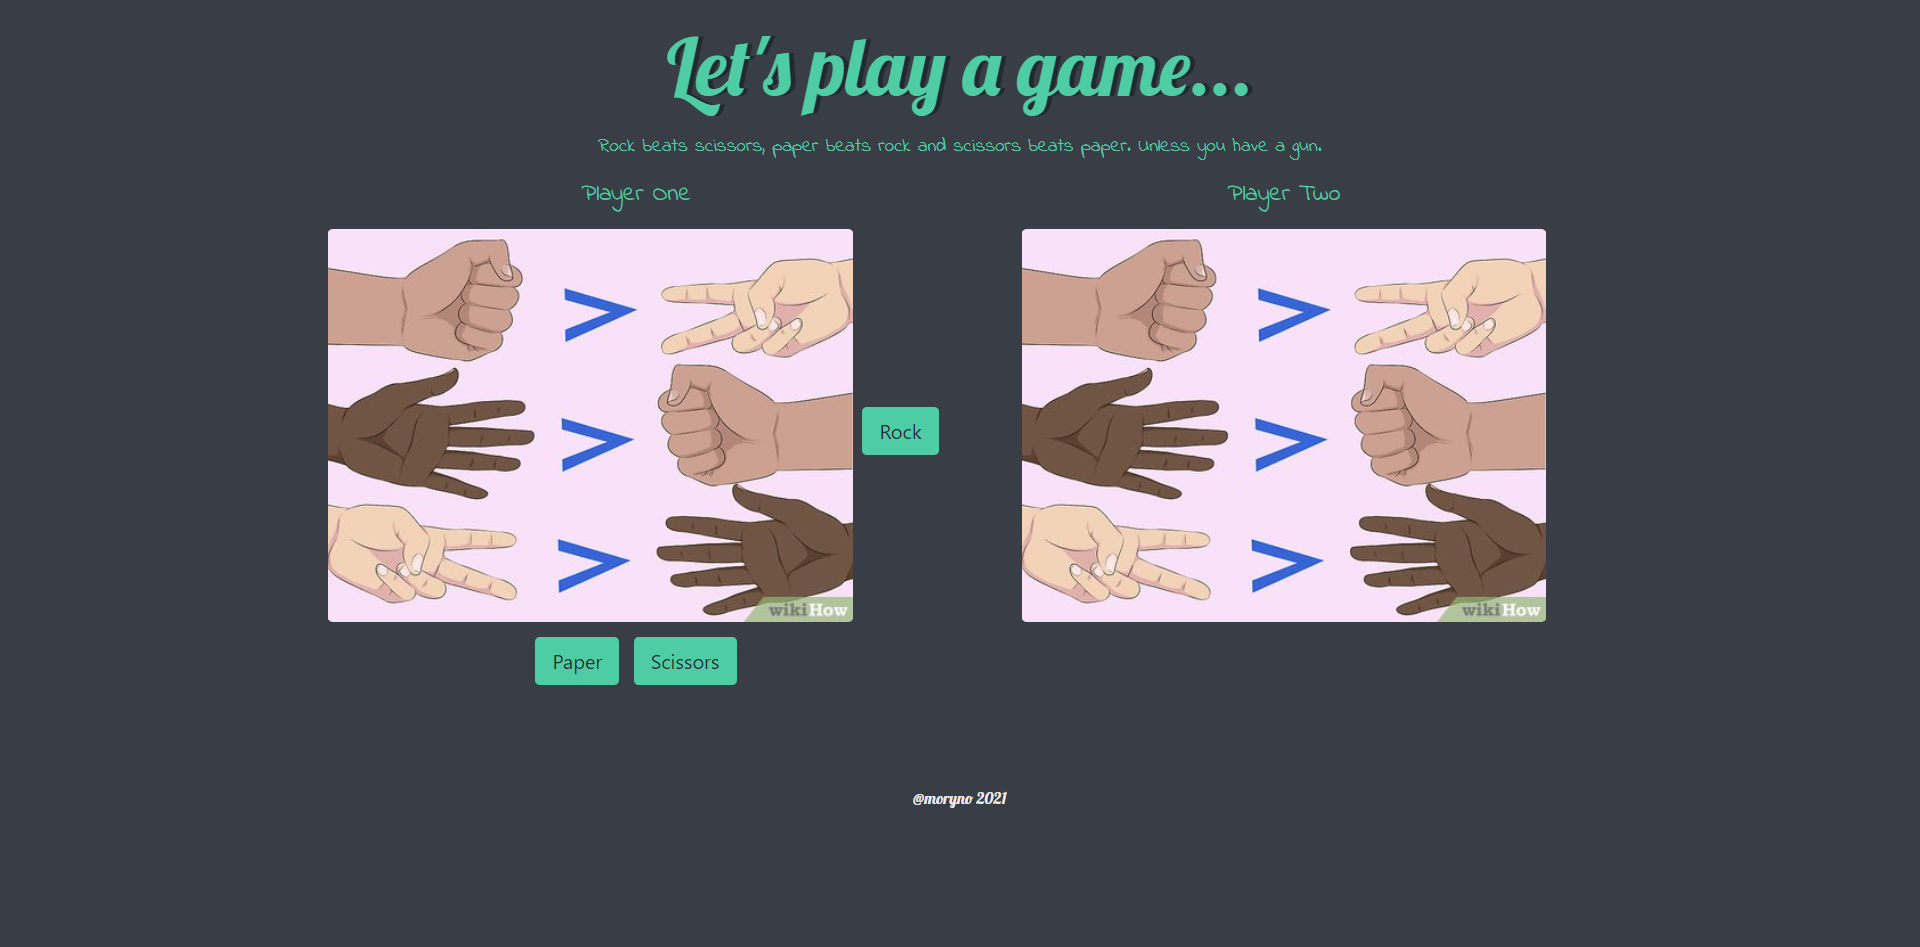 Let's play a game...
Rock beats scissors, paper beats rock and scissors beats paper. Unless you have a gun.
Player One
Player Two
>
>
>
>
>
>
Rock
wikiHow
wikiHow
Paper
Scissors
@moryno 2021